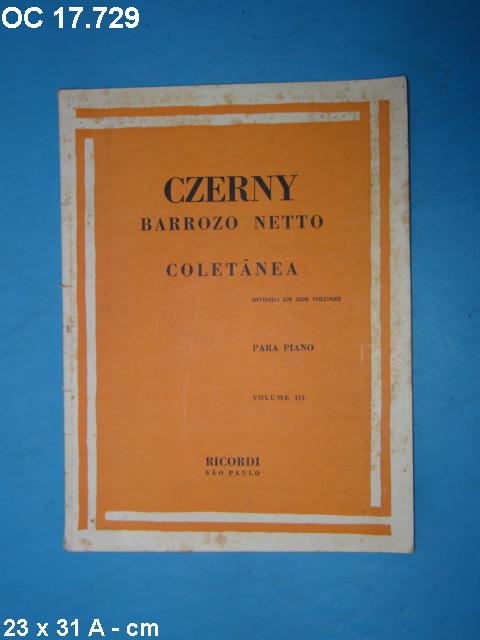 OC 17.729
CZERNY
BARROZO NETTO
COLETÂNEA
DIVIDIDA EM SEIS VOLUMES
PARA PIANO
VOLUME III.
RICORDI
SÃO PAULO
23 x 31 A - cm